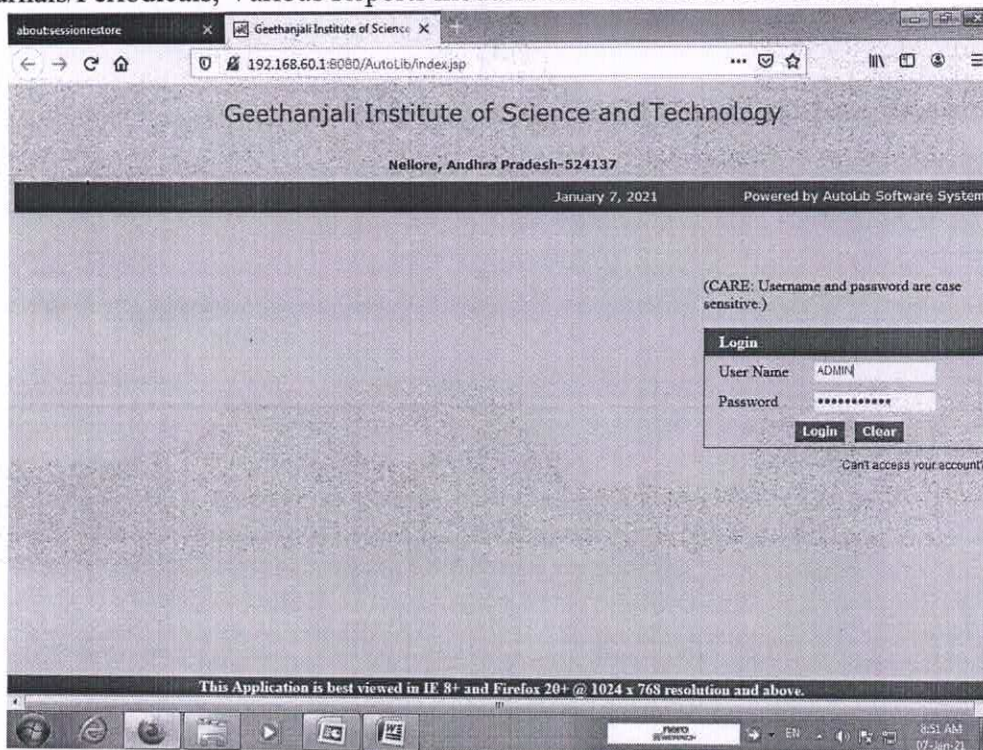 about:sessionrestore
Geethanjali Institute of Science
192.168.60.1:8080/AutoLib/index.jsp
Geethanjali Institute of Science and Technology
Nellore, Andhra Pradesh-524137
January 7, 2021 Powered by AutoLib Software System
(CARE: Username and password are case
sensitive.)
Login
User Name ADMIN
Password •••••••••••
Login Clear
Can't access your account?
This Application is best viewed in IE 8+ and Firefox 20+ @ 1024 x 768 resolution and above.
nero
EN
8:51 AM
07-Jan-21